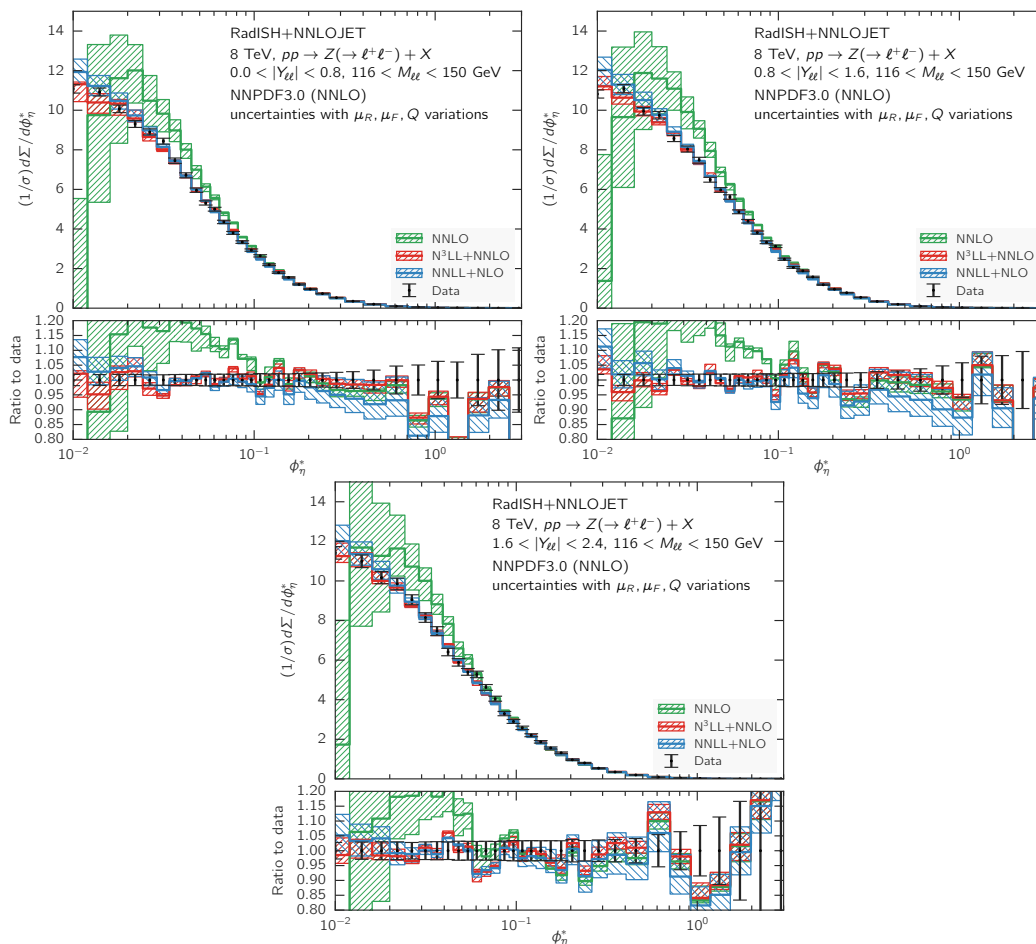 RadISH+NNLOJET
8 TeV, pp → Z(→ ℓ⁺ℓ⁻) + X
0.0 < |Yℓℓ| < 0.8, 116 < Mℓℓ < 150 GeV
NNPDF3.0 (NNLO)
uncertainties with μR, μF, Q variations
(1/σ) dΣ/dφ*η
14
12
10
8
6
4
2
0
NNLO
N³LL+NNLO
NNLL+NLO
Data
Ratio to data
1.20
1.15
1.10
1.05
1.00
0.95
0.90
0.85
0.80
10⁻²
10⁻¹
10⁰
φ*η
RadISH+NNLOJET
8 TeV, pp → Z(→ ℓ⁺ℓ⁻) + X
0.8 < |Yℓℓ| < 1.6, 116 < Mℓℓ < 150 GeV
NNPDF3.0 (NNLO)
uncertainties with μR, μF, Q variations
(1/σ) dΣ/dφ*η
14
12
10
8
6
4
2
0
NNLO
N³LL+NNLO
NNLL+NLO
Data
Ratio to data
1.20
1.15
1.10
1.05
1.00
0.95
0.90
0.85
0.80
10⁻²
10⁻¹
10⁰
φ*η
RadISH+NNLOJET
8 TeV, pp → Z(→ ℓ⁺ℓ⁻) + X
1.6 < |Yℓℓ| < 2.4, 116 < Mℓℓ < 150 GeV
NNPDF3.0 (NNLO)
uncertainties with μR, μF, Q variations
(1/σ) dΣ/dφ*η
14
12
10
8
6
4
2
0
NNLO
N³LL+NNLO
NNLL+NLO
Data
Ratio to data
1.20
1.15
1.10
1.05
1.00
0.95
0.90
0.85
0.80
10⁻²
10⁻¹
10⁰
φ*η